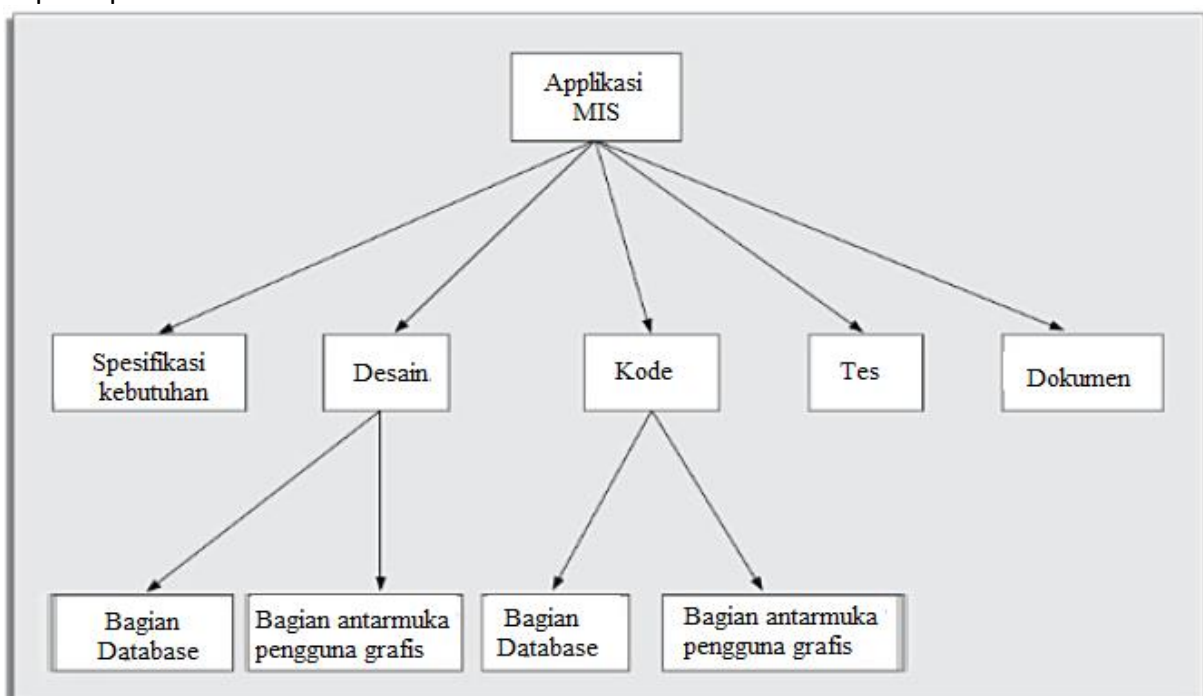 Applikasi
MIS
Spesifikasi
kebutuhan
Desain
Kode
Tes
Dokumen
Bagian
Database
Bagian antarmuka
pengguna grafis
Bagian
Database
Bagian antarmuka
pengguna grafis